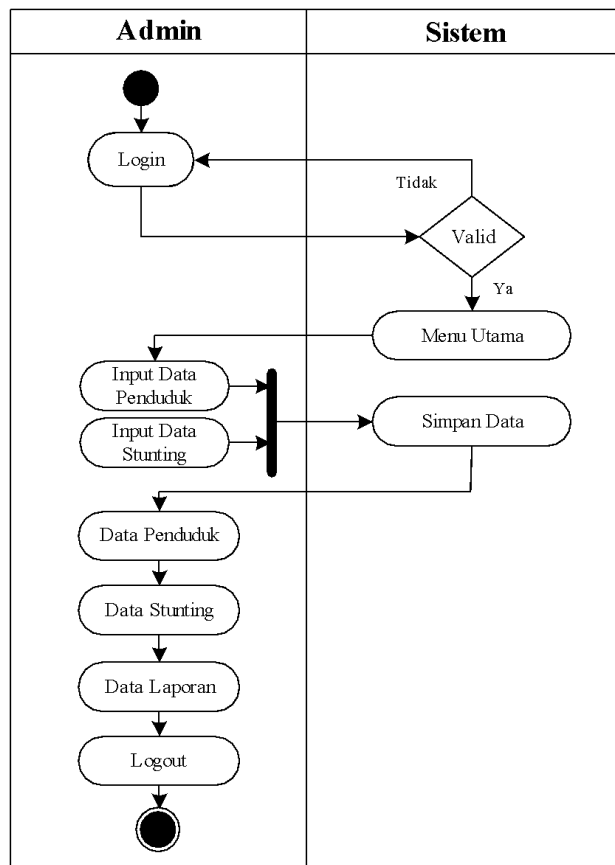 Admin
Sistem
Login
Tidak
Valid
Ya
Menu Utama
Input Data
Penduduk
Input Data
Stunting
Simpan Data
Data Penduduk
Data Stunting
Data Laporan
Logout